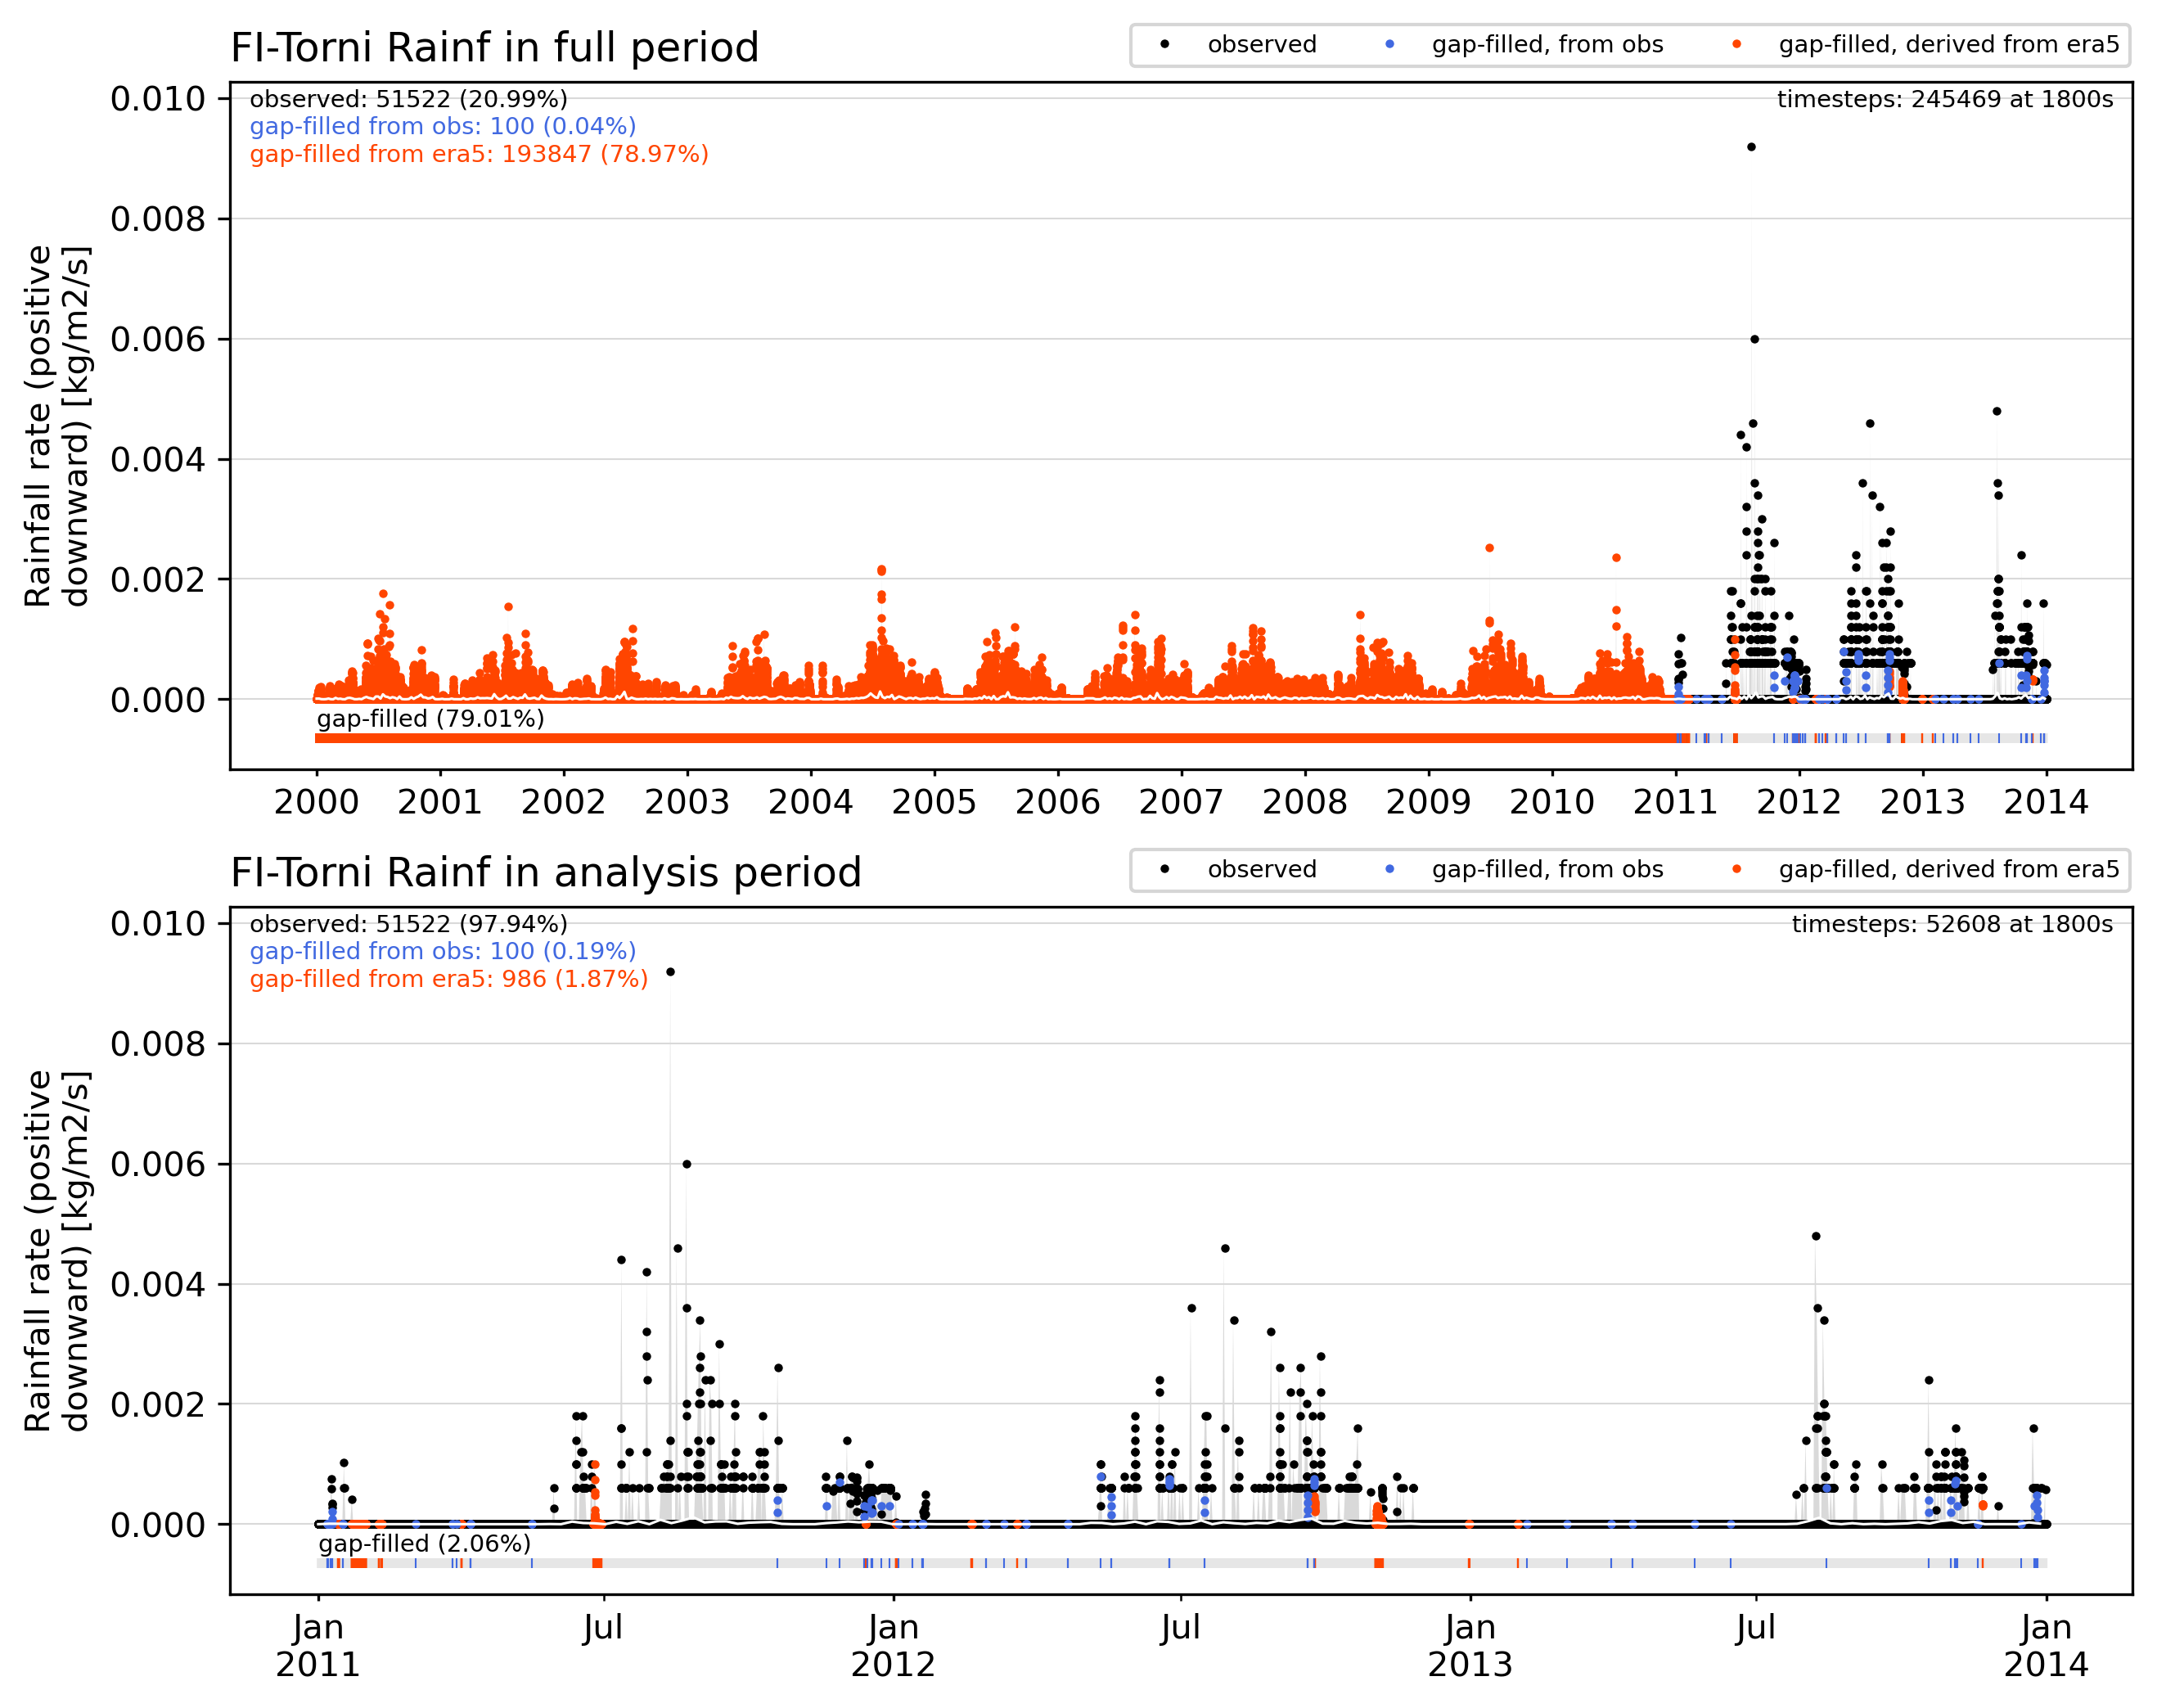 FI-Torni Rainf in full period
observed
gap-filled, from obs
gap-filled, derived from era5
observed: 51522 (20.99%)
gap-filled from obs: 100 (0.04%)
gap-filled from era5: 193847 (78.97%)
timesteps: 245469 at 1800s
Rainfall rate (positive
downward) [kg/m2/s]
0.010
0.008
0.006
0.004
0.002
0.000
gap-filled (79.01%)
2000 2001 2002 2003 2004 2005 2006 2007 2008 2009 2010 2011 2012 2013 2014
FI-Torni Rainf in analysis period
observed
gap-filled, from obs
gap-filled, derived from era5
observed: 51522 (97.94%)
gap-filled from obs: 100 (0.19%)
gap-filled from era5: 986 (1.87%)
timesteps: 52608 at 1800s
Rainfall rate (positive
downward) [kg/m2/s]
0.010
0.008
0.006
0.004
0.002
0.000
gap-filled (2.06%)
Jan Jul Jan Jul Jan Jul Jan
2011 2012 2013 2014